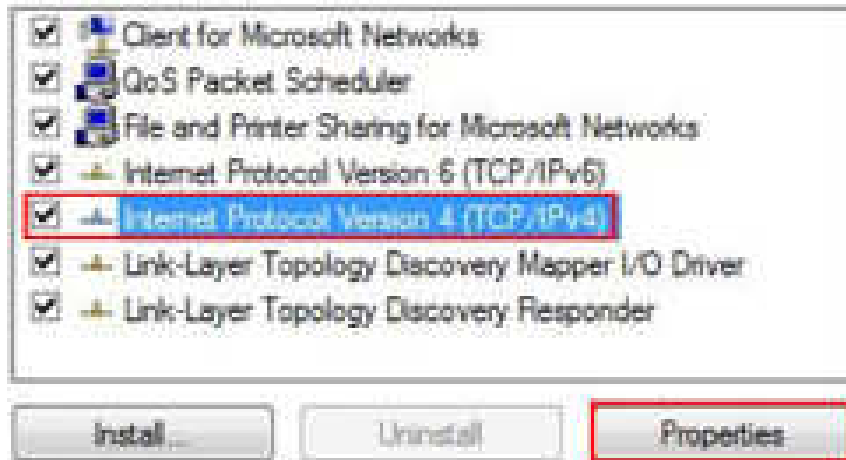 Client for Microsoft Networks
QoS Packet Scheduler
File and Printer Sharing for Microsoft Networks
Internet Protocol Version 6 (TCP/IPv6)
Internet Protocol Version 4 (TCP/IPv4)
Link-Layer Topology Discovery Mapper I/O Driver
Link-Layer Topology Discovery Responder
Install... Uninstall Properties